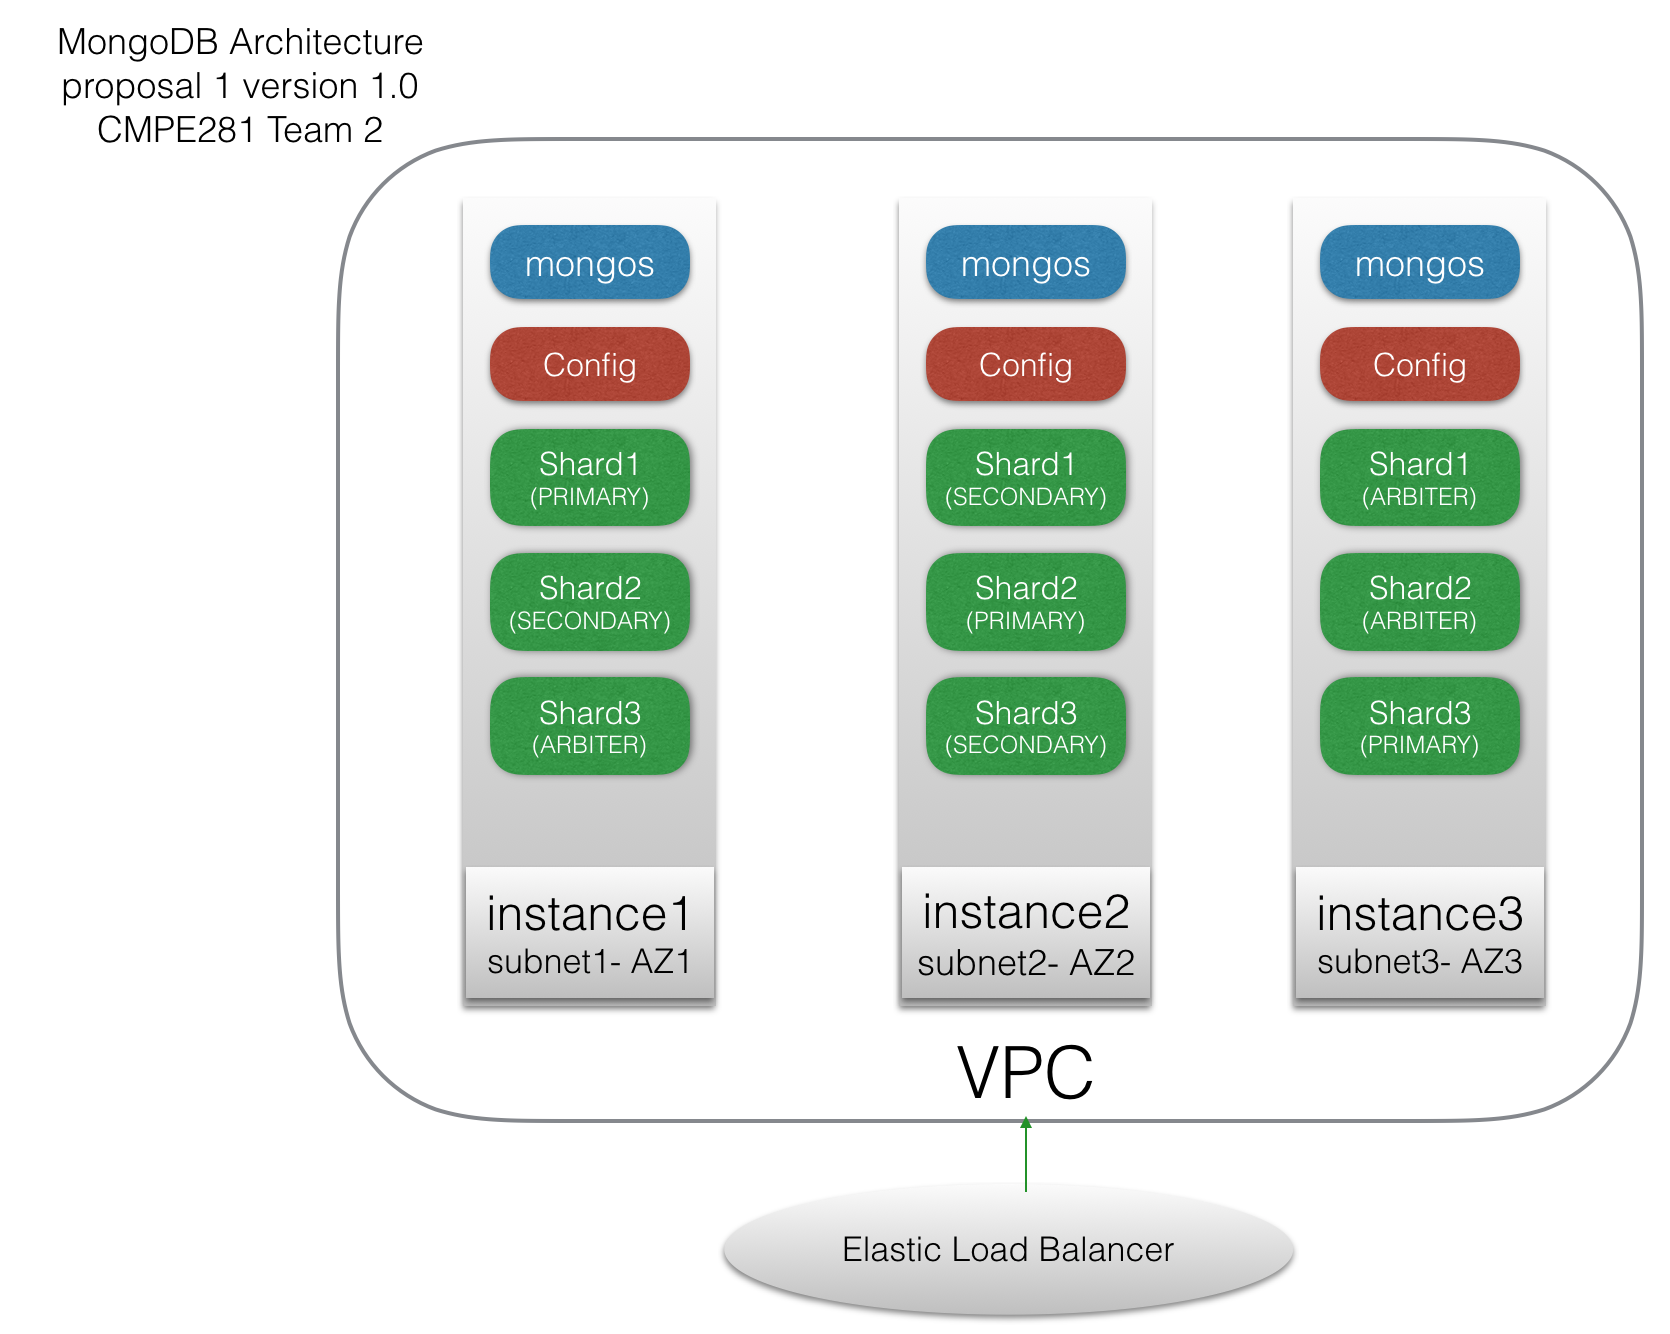 MongoDB Architecture
proposal 1 version 1.0
CMPE281 Team 2
mongos
Config
Shard1
(PRIMARY)
Shard2
(SECONDARY)
Shard3
(ARBITER)
instance1
subnet1- AZ1
mongos
Config
Shard1
(SECONDARY)
Shard2
(PRIMARY)
Shard3
(SECONDARY)
instance2
subnet2- AZ2
mongos
Config
Shard1
(ARBITER)
Shard2
(ARBITER)
Shard3
(PRIMARY)
instance3
subnet3- AZ3
VPC
Elastic Load Balancer